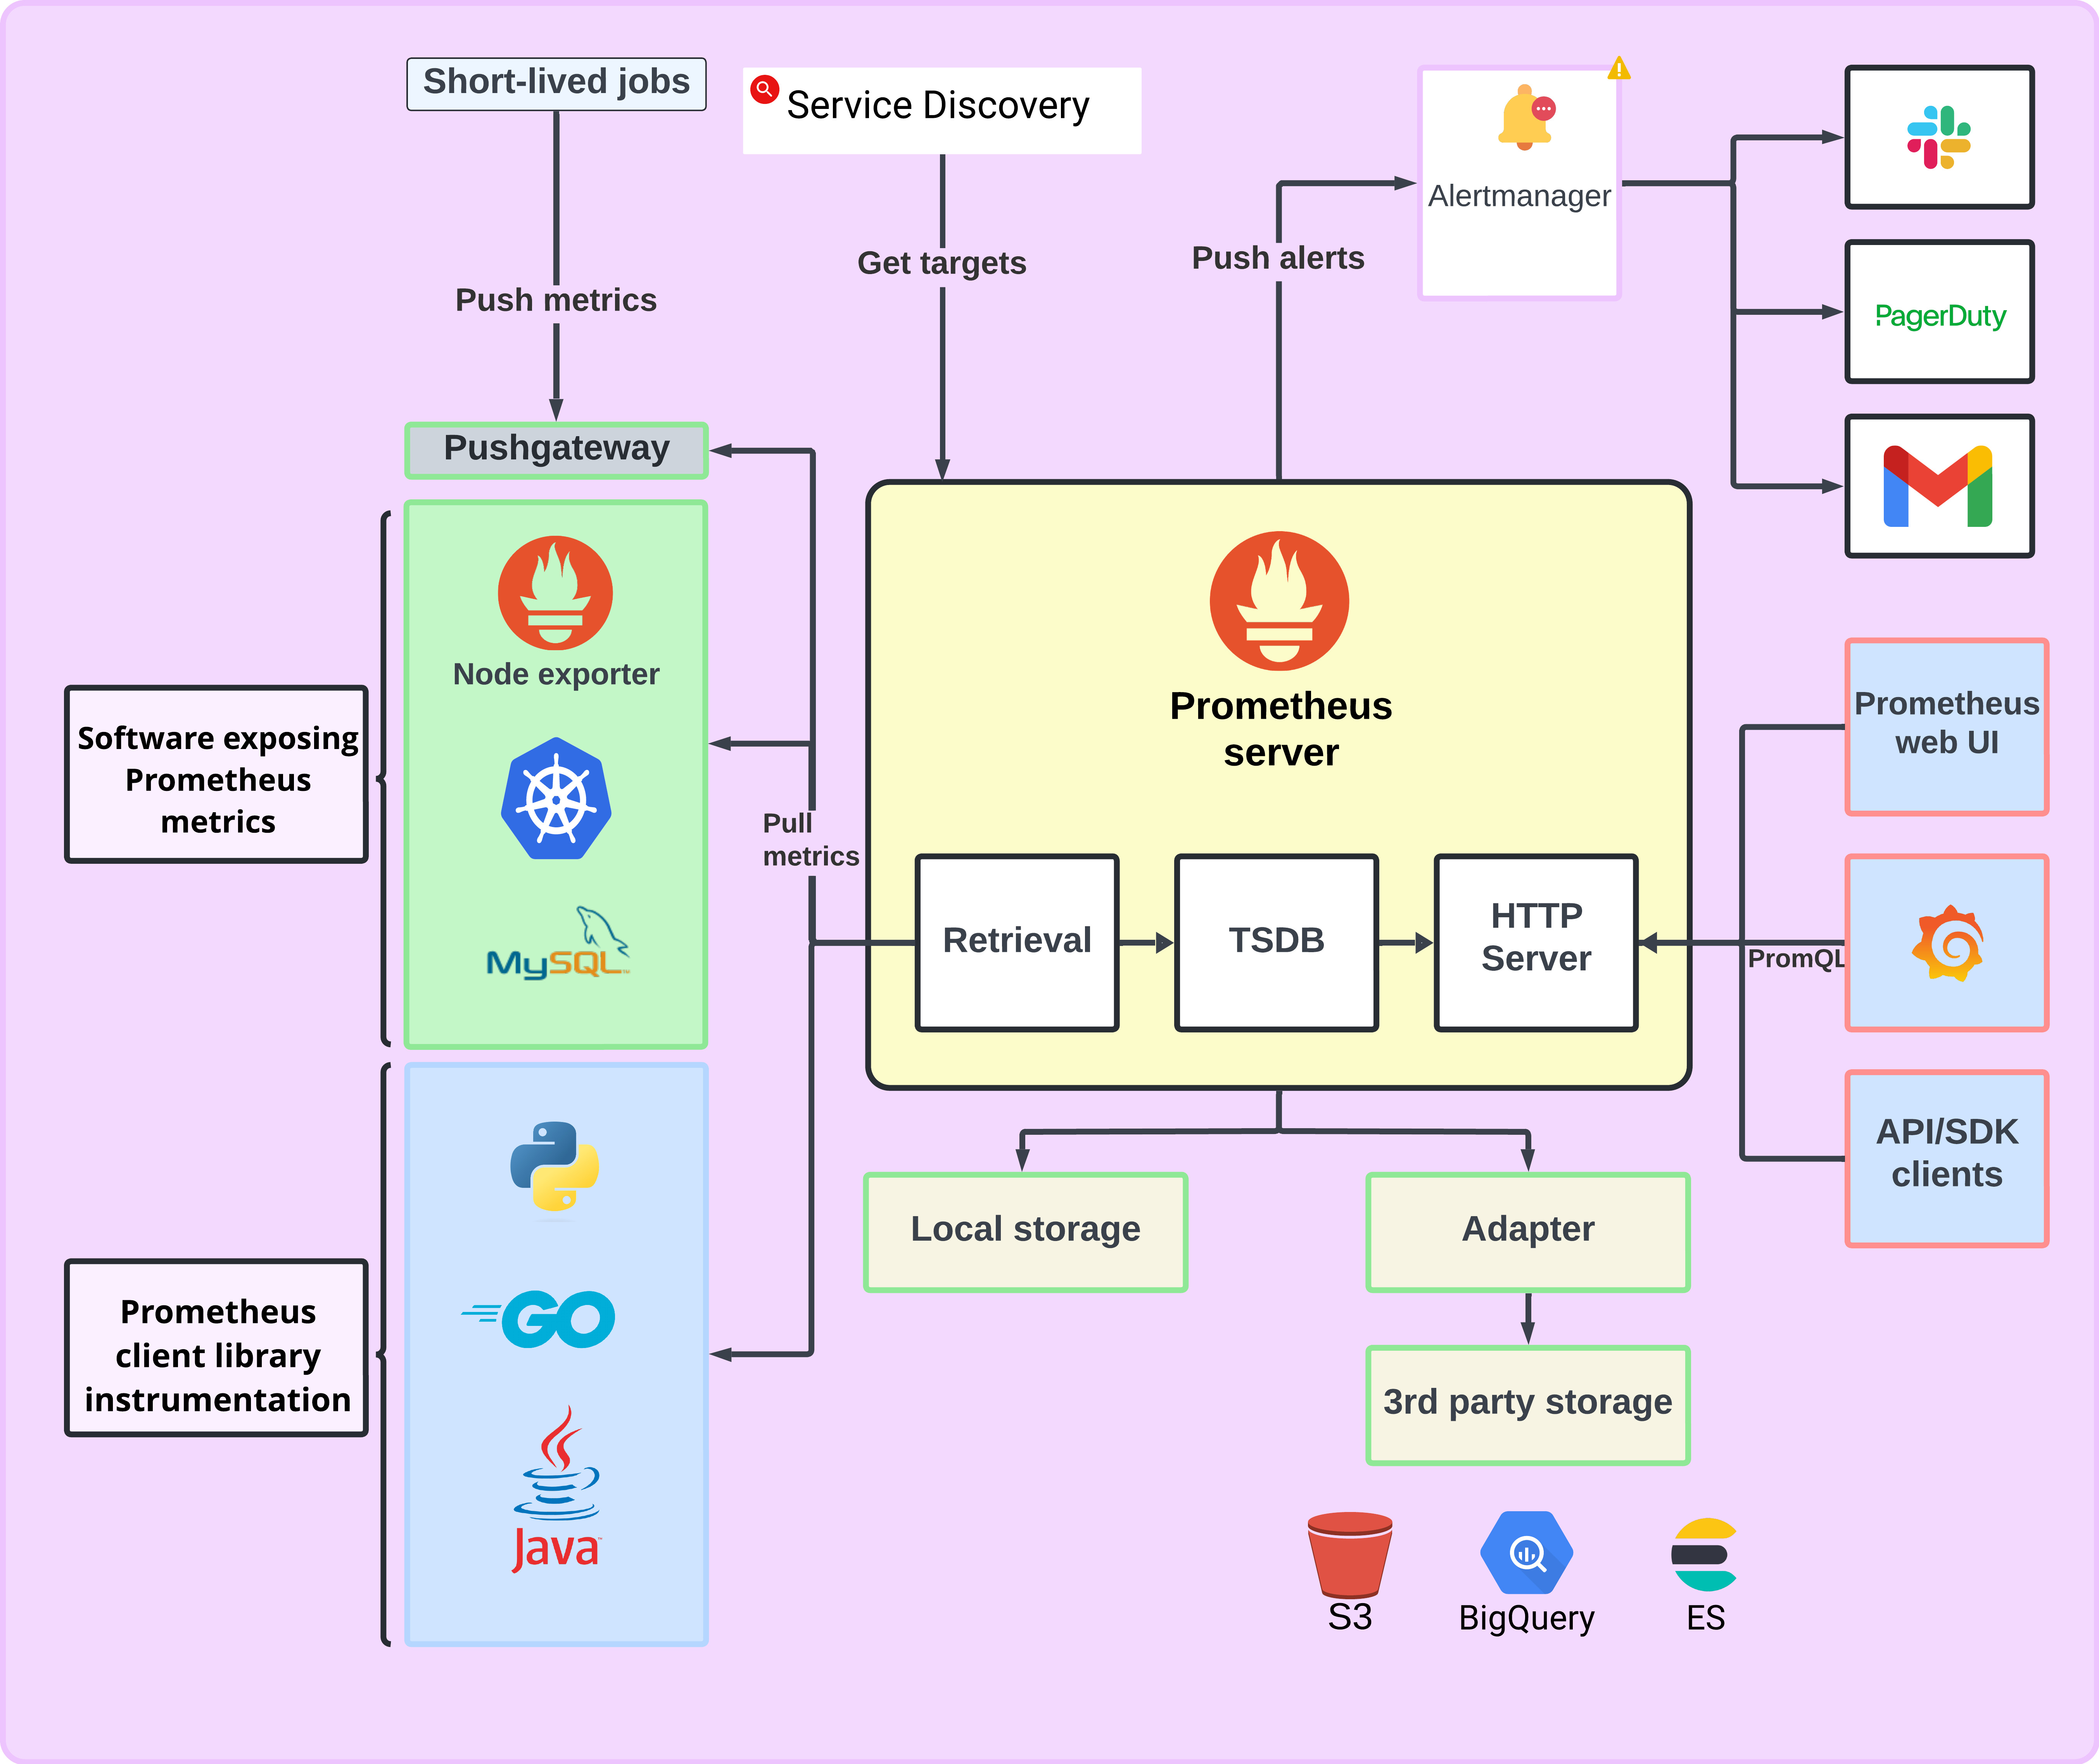 Short-lived jobs
Service Discovery
Alertmanager
Get targets
Push alerts
Push metrics
PagerDuty
Pushgateway
Node exporter
Prometheus
server
Prometheus
web UI
Software exposing
Prometheus
metrics
Pull
metrics
Retrieval
TSDB
HTTP
Server
PromQL
MySQL™
API/SDK
clients
Local storage
Adapter
GO
Prometheus
client library
instrumentation
3rd party storage
Java™
S3
BigQuery
ES